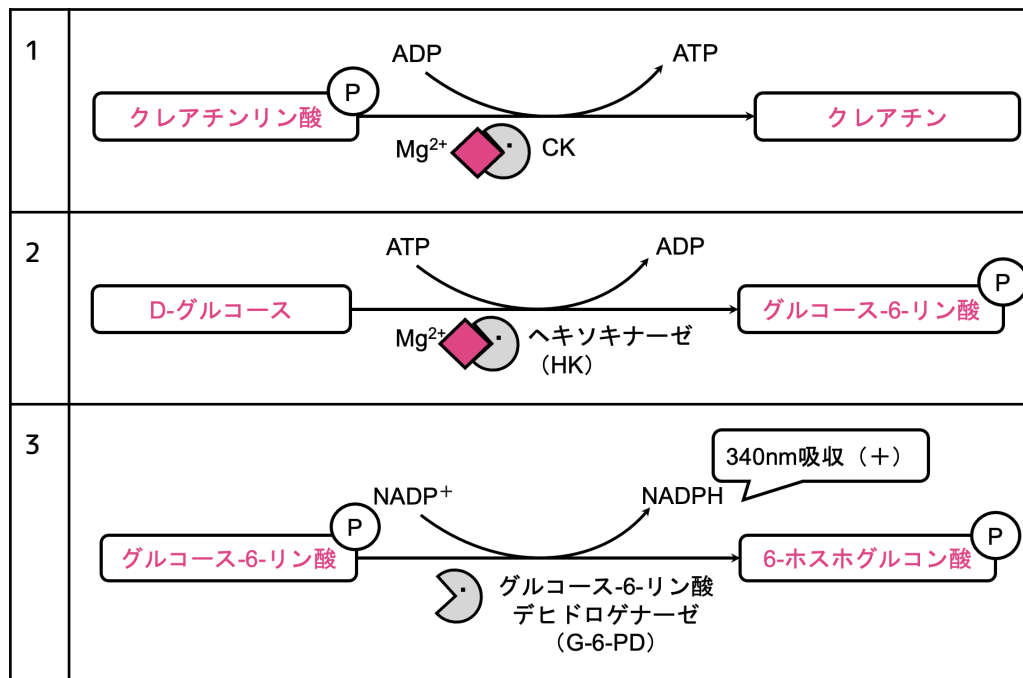 1
ADP
ATP
P
クレアチンリン酸
クレアチン
Mg²⁺
CK
2
ATP
ADP
P
D-グルコース
グルコース-6-リン酸
Mg²⁺
ヘキソキナーゼ
（HK）
3
340nm吸収（＋）
NADP⁺
NADPH
P
P
グルコース-6-リン酸
6-ホスホグルコン酸
グルコース-6-リン酸
デヒドロゲナーゼ
（G-6-PD）